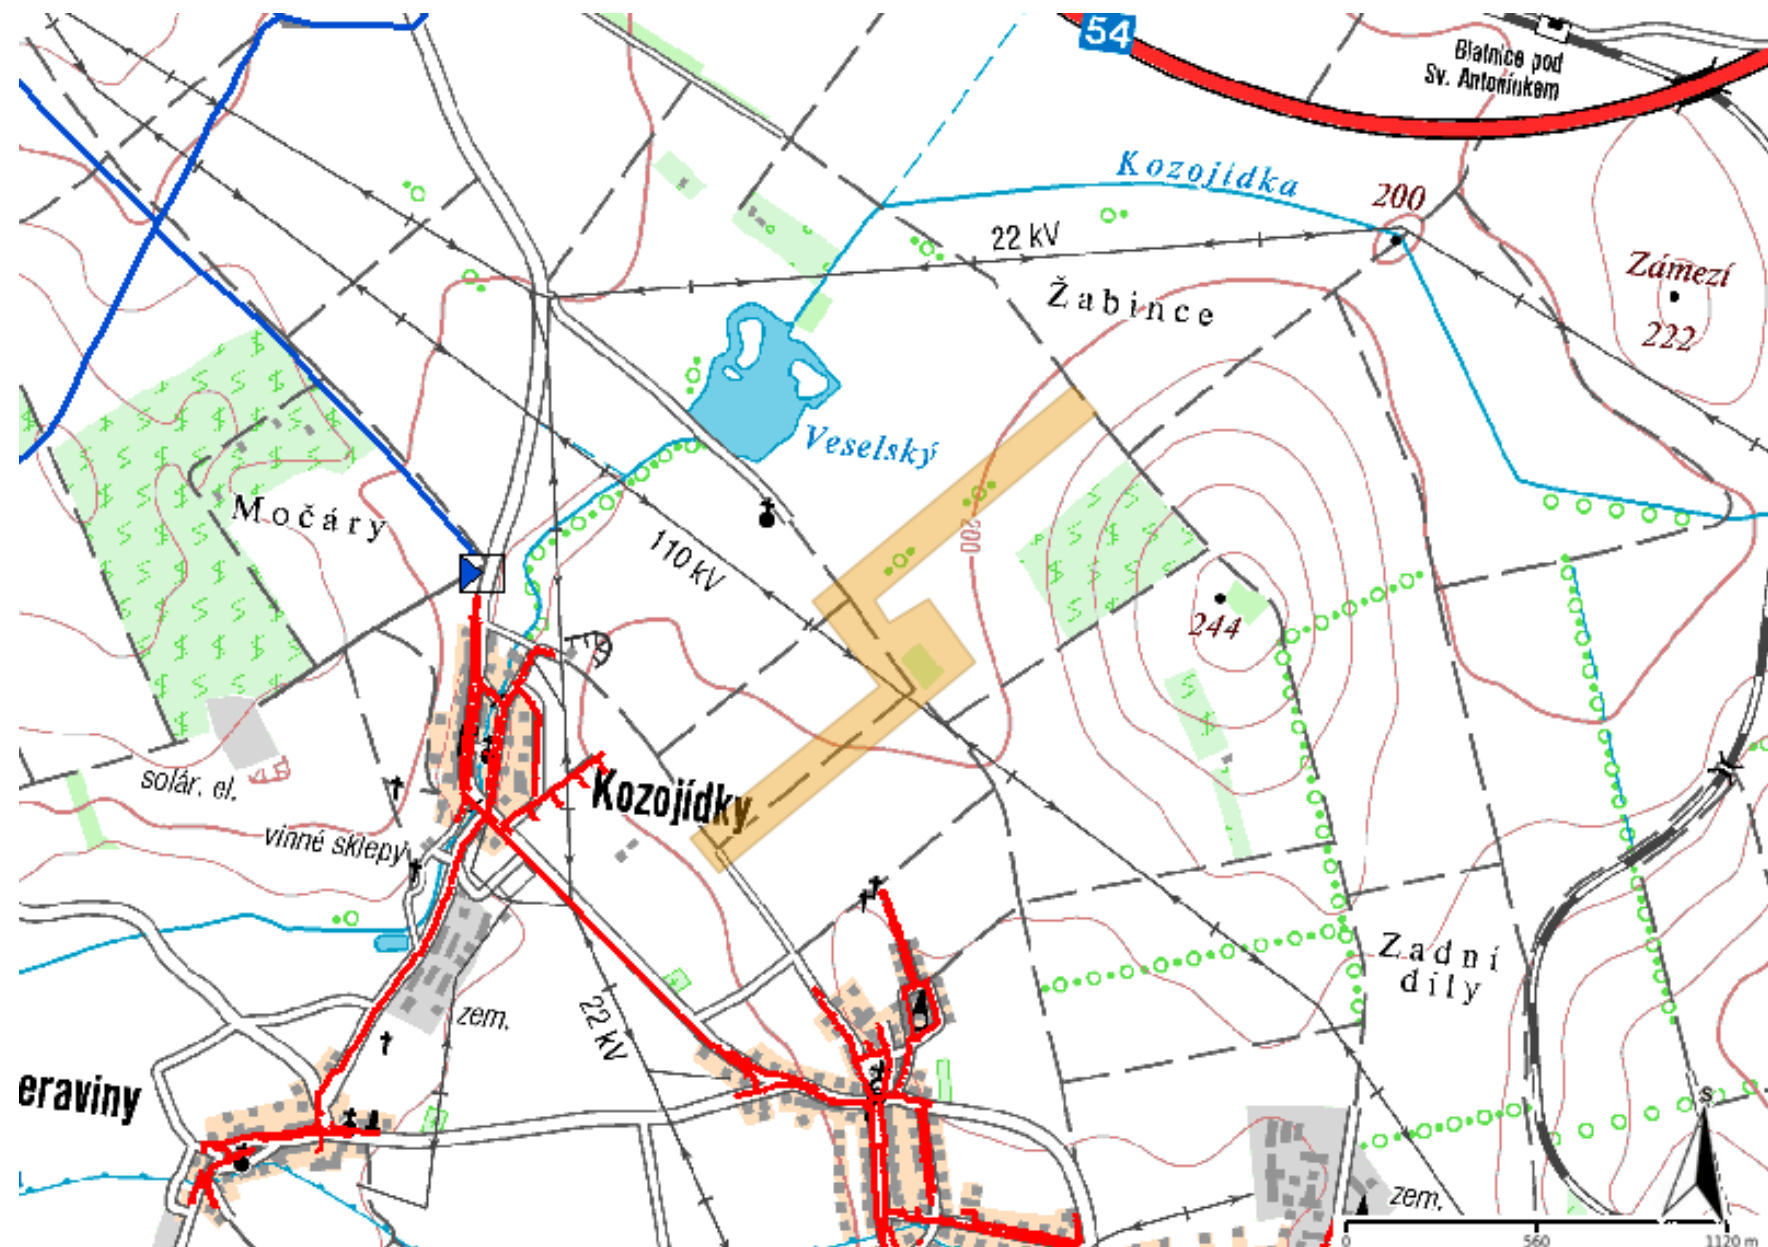 54
Blatnice pod
Sv. Antonínkem
Kozojídka
200
22 kV
Zámezí
222
Žabince
Veselský
Močáry
110 kV
200
244
solár. el.
Kozojídky
vinné sklepy
zem.
22 kV
Zadní
díly
eraviny
zem.
S
0 560 1120 m